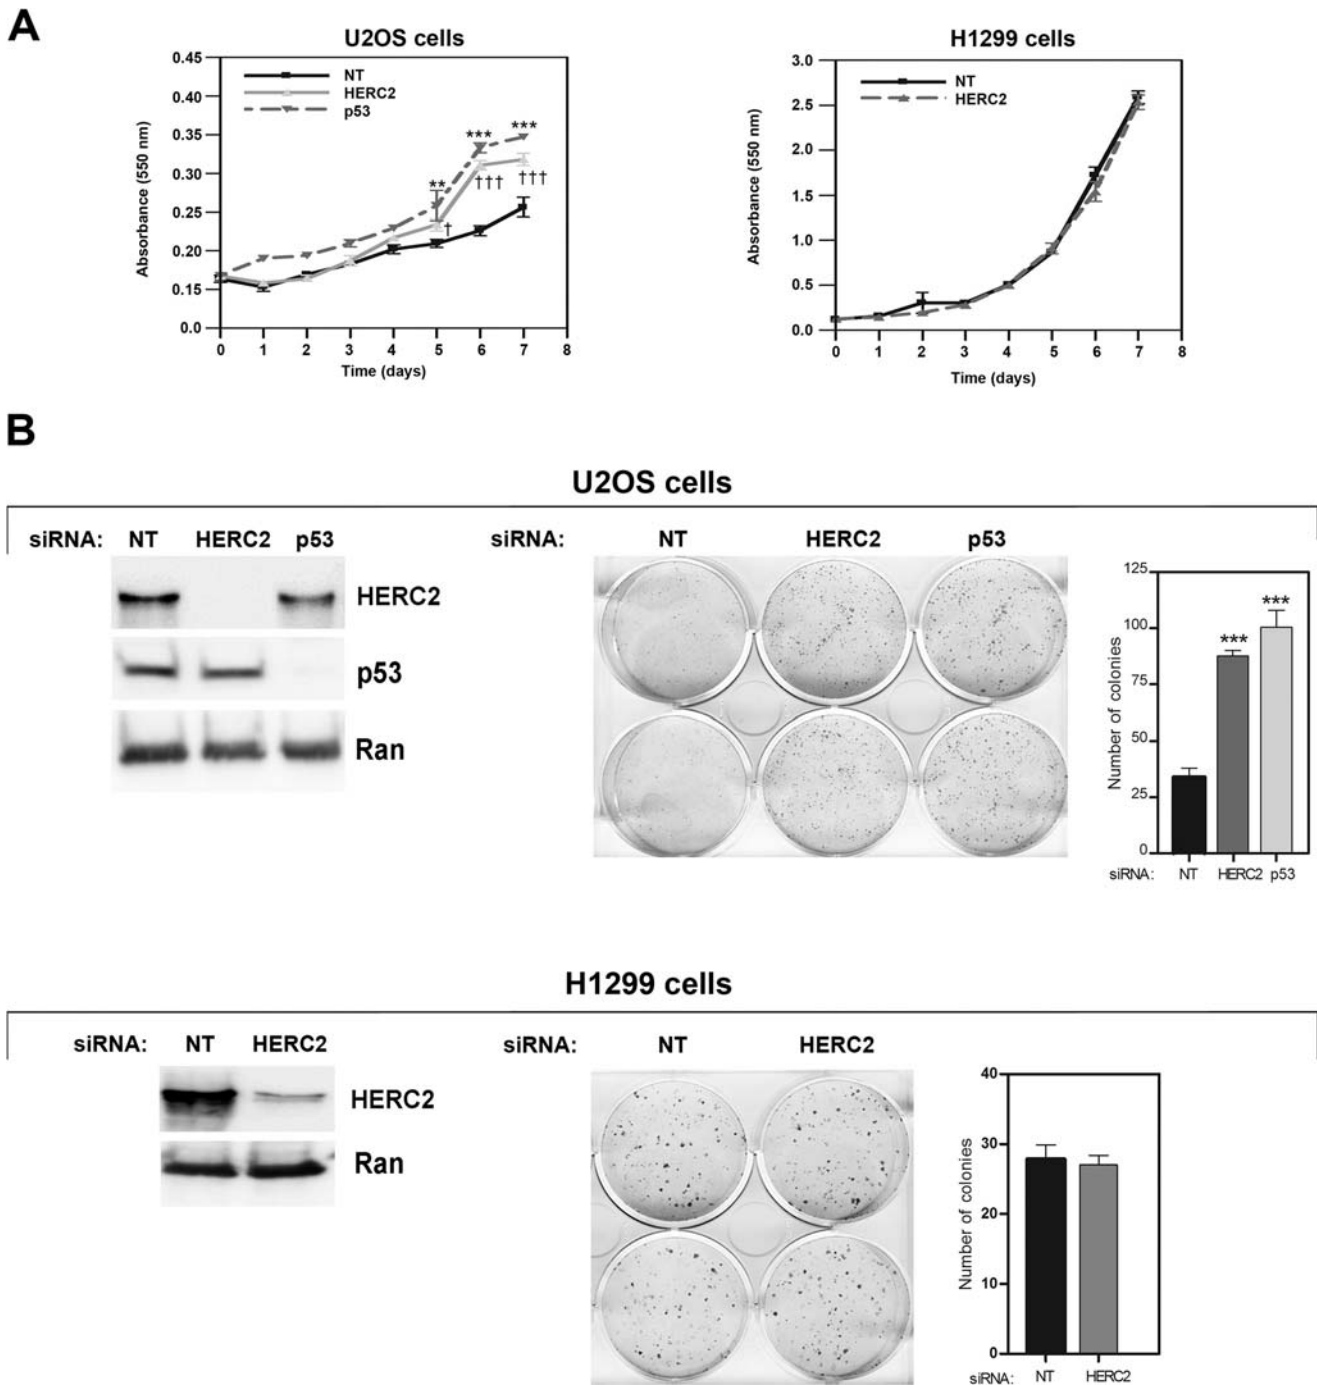 A
U2OS cells
0.45
0.40
0.35
0.30
0.25
0.20
0.15
0.0
Absorbance (550 nm)
NT
HERC2
p53
** *** ***
† ††† †††
0 1 2 3 4 5 6 7 8
Time (days)
H1299 cells
3.0
2.5
2.0
1.5
1.0
0.5
0.0
Absorbance (550 nm)
NT
HERC2
0 1 2 3 4 5 6 7 8
Time (days)
B
U2OS cells
siRNA: NT HERC2 p53
HERC2
p53
Ran
siRNA: NT HERC2 p53
125
100
75
50
25
0
Number of colonies
*** ***
siRNA: NT HERC2 p53
H1299 cells
siRNA: NT HERC2
HERC2
Ran
siRNA: NT HERC2
40
30
20
10
0
Number of colonies
siRNA: NT HERC2